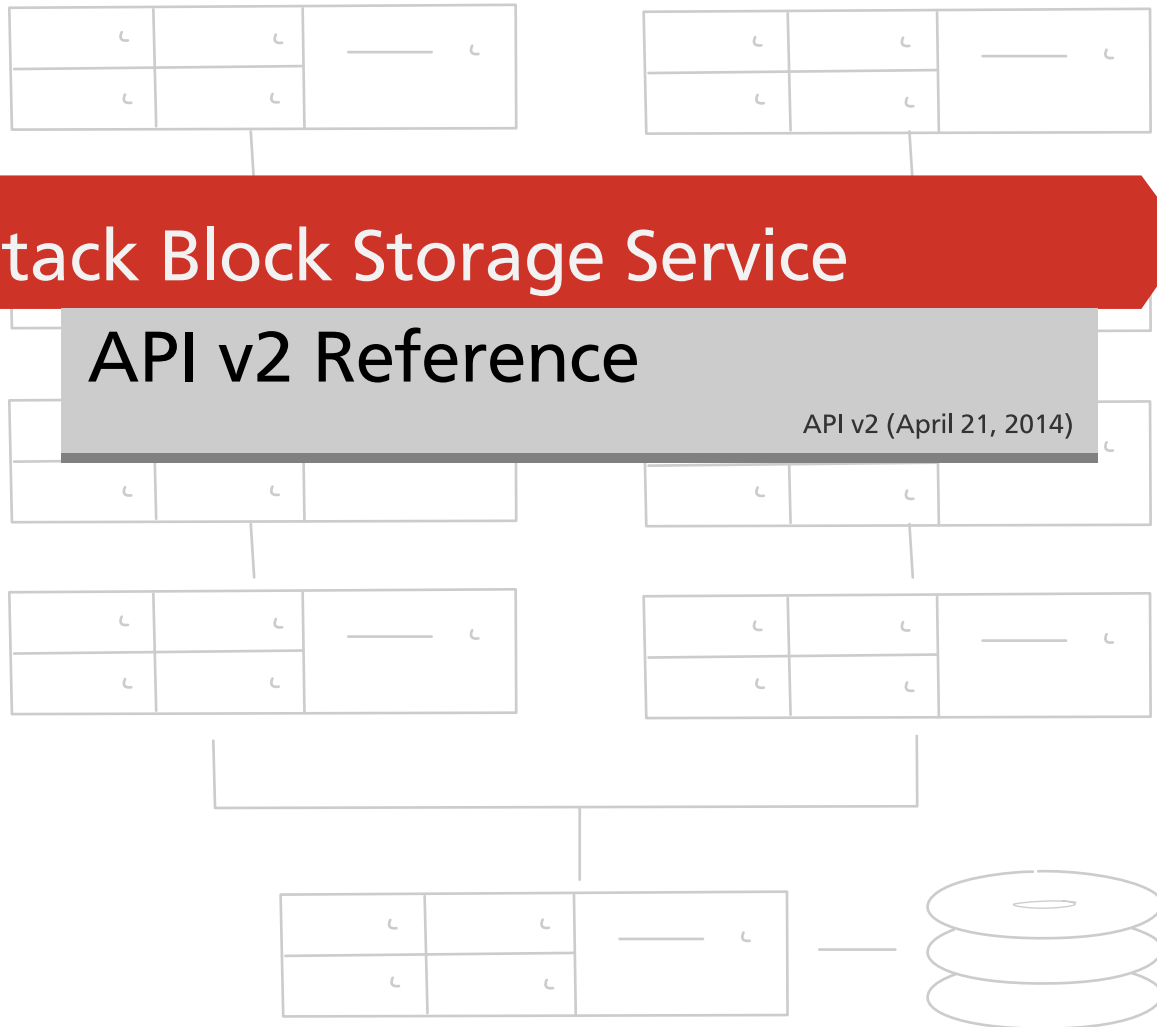 tack Block Storage Service
API v2 Reference
API v2 (April 21, 2014)